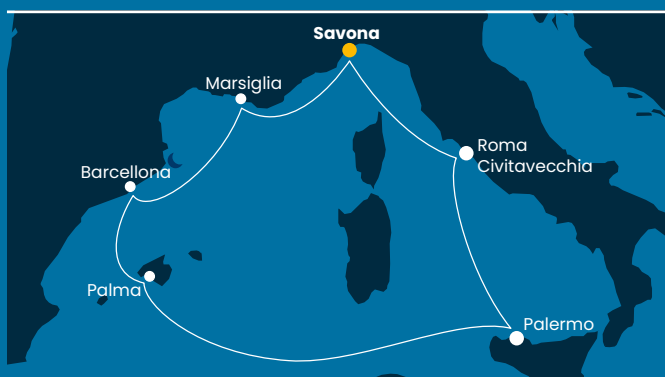 Savona
Marsiglia
Roma
Civitavecchia
Barcellona
Palma
Palermo